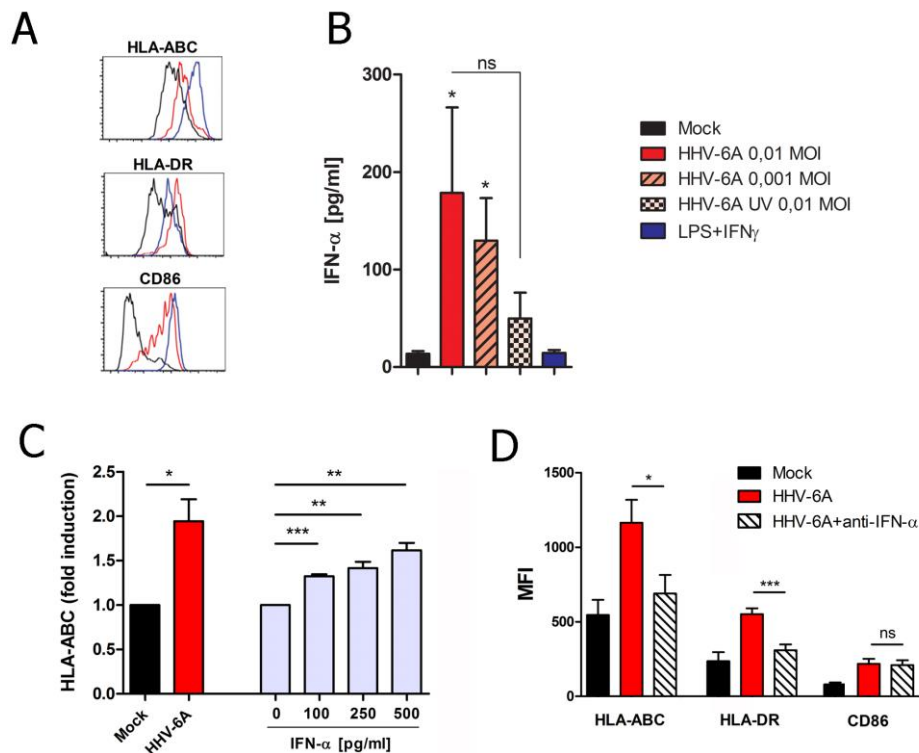 A
HLA-ABC
HLA-DR
CD86
B
ns
*
*
300
200
100
0
IFN-α [pg/ml]
Mock
HHV-6A 0,01 MOI
HHV-6A 0,001 MOI
HHV-6A UV 0,01 MOI
LPS+IFNγ
C
HLA-ABC (fold induction)
2.5
2.0
1.5
1.0
0.5
0.0
*
**
**
***
Mock
HHV-6A
0 100 250 500
IFN-α [pg/ml]
D
MFI
1500
1000
500
0
*
***
ns
Mock
HHV-6A
HHV-6A+anti-IFN-α
HLA-ABC HLA-DR CD86